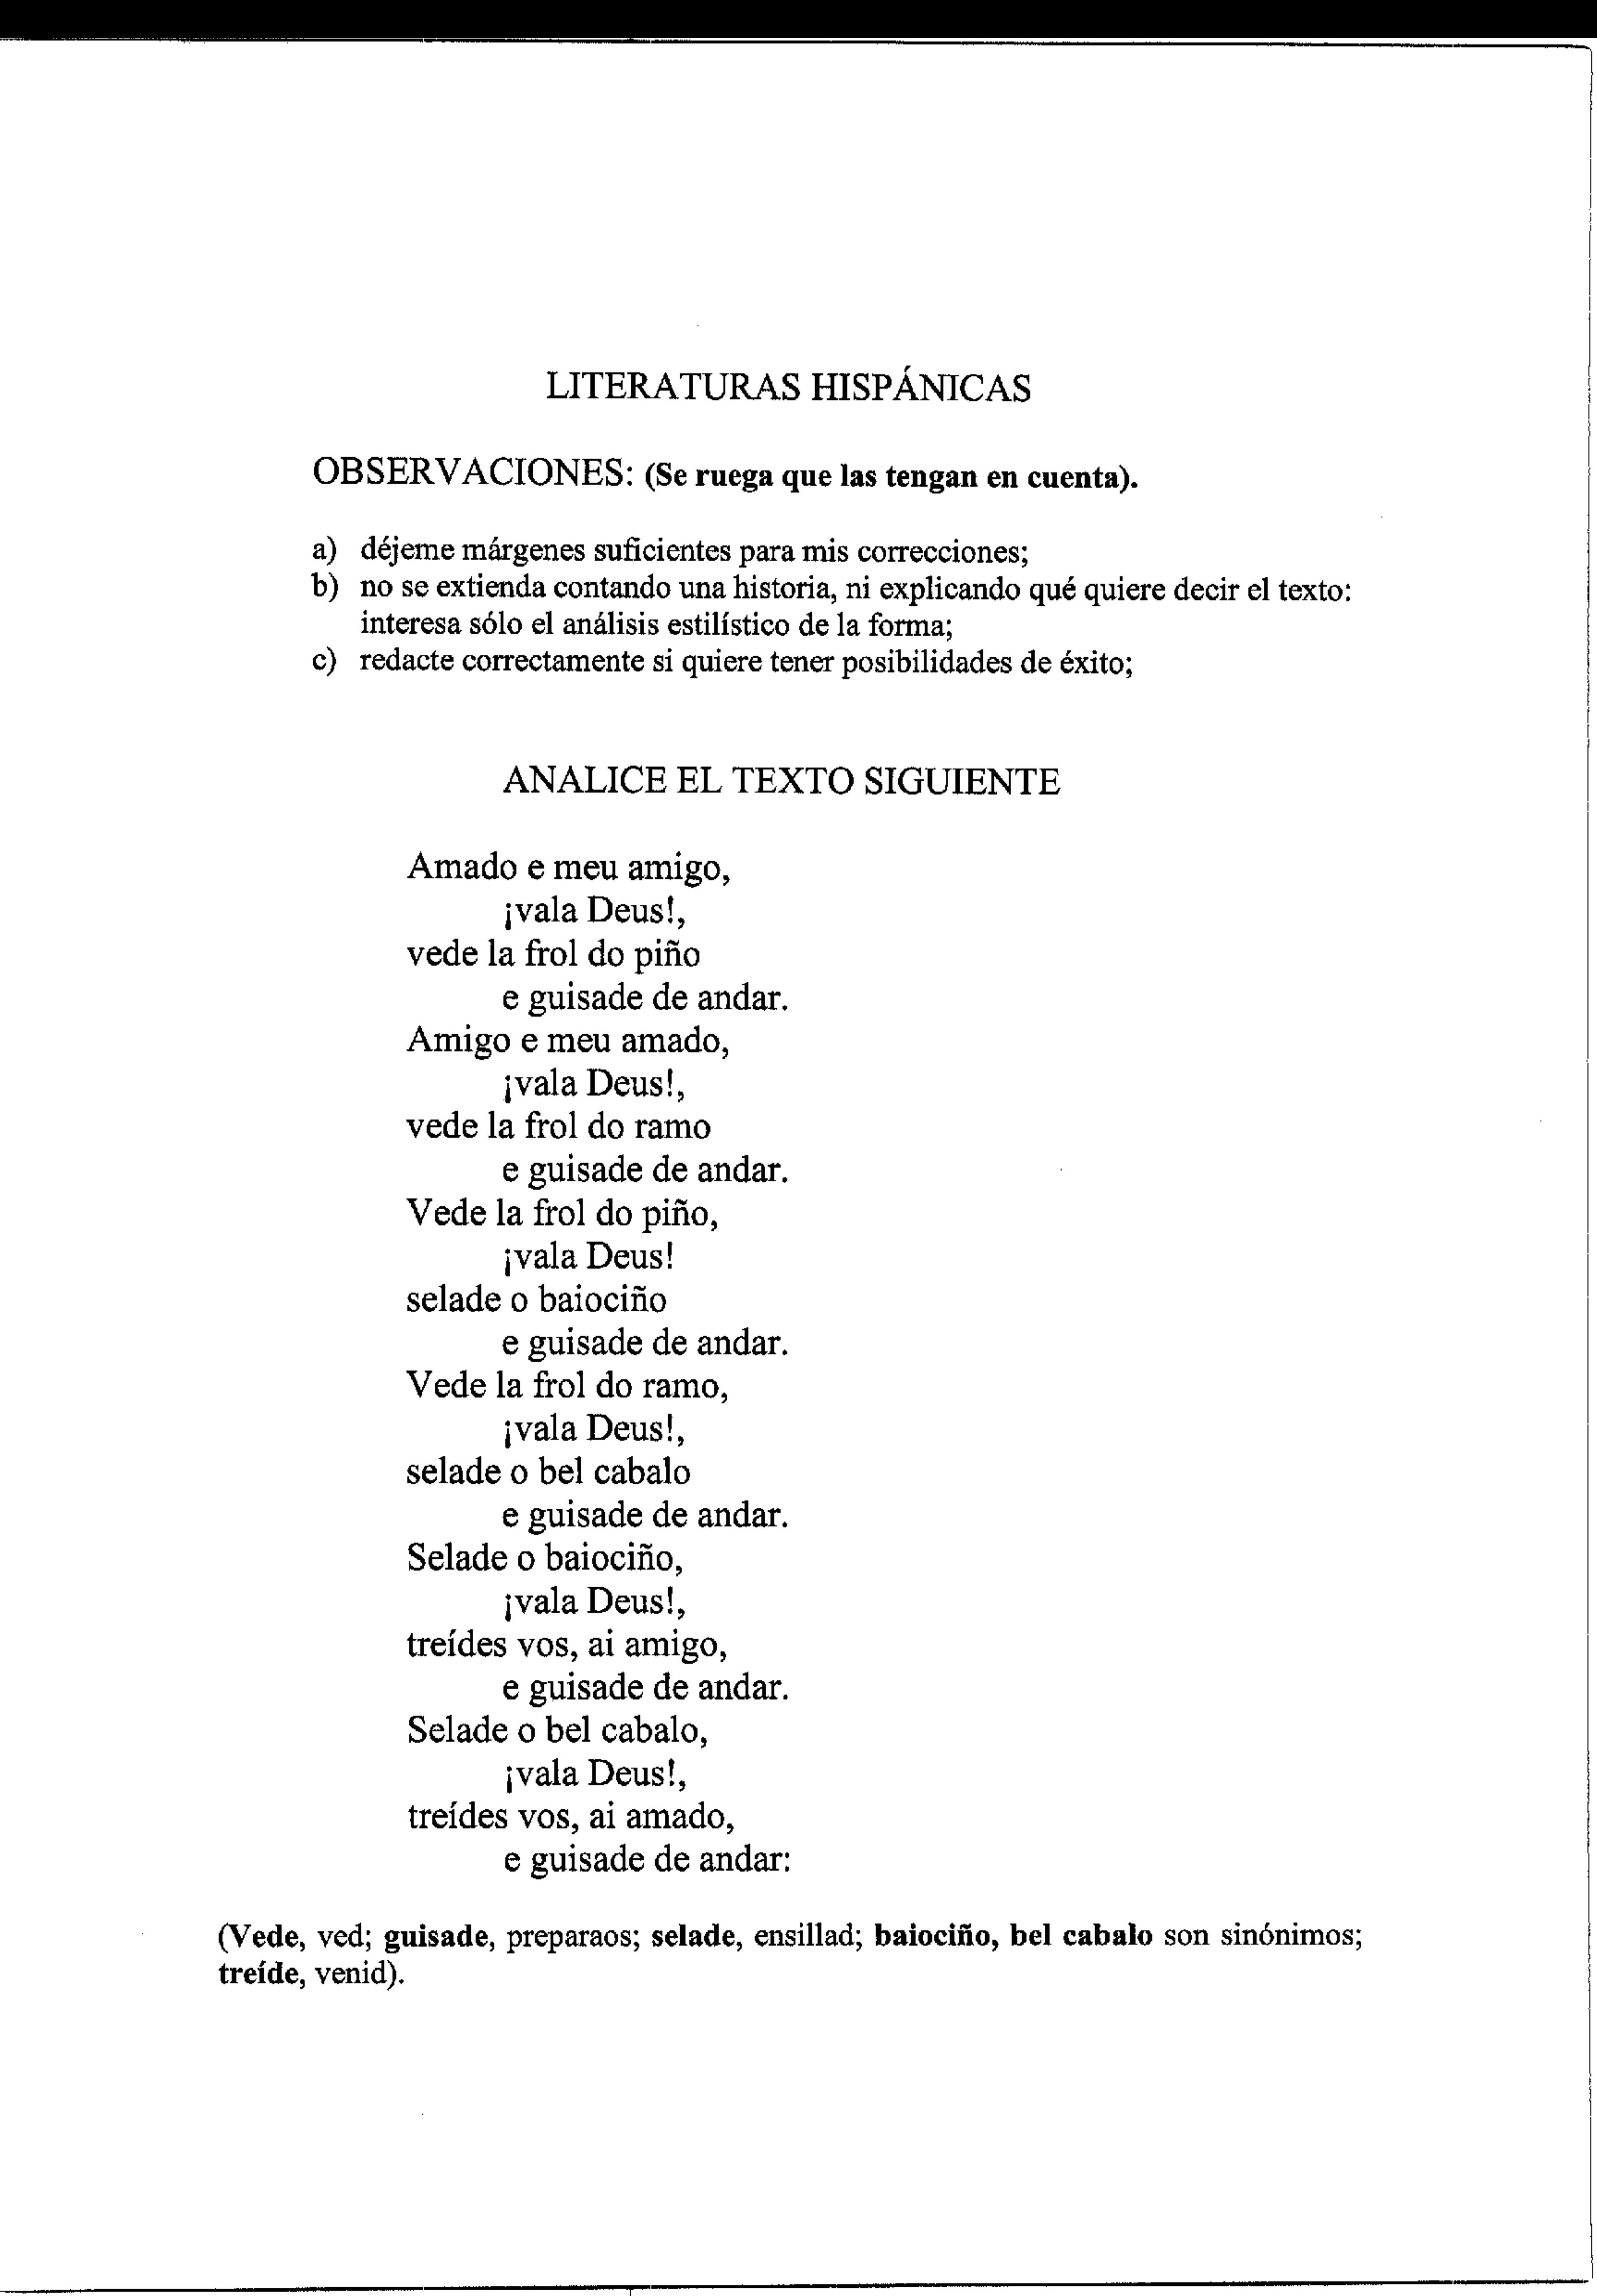 LITERATURAS HISPÁNICAS
OBSERVACIONES: (Se ruega que las tengan en cuenta).
a) déjeme márgenes suficientes para mis correcciones;
b) no se extienda contando una historia, ni explicando qué quiere decir el texto:
interesa sólo el análisis estilístico de la forma;
c) redacte correctamente si quiere tener posibilidades de éxito;
ANALICE EL TEXTO SIGUIENTE
Amado e meu amigo,
¡vala Deus!,
vede la frol do piño
e guisade de andar.
Amigo e meu amado,
¡vala Deus!,
vede la frol do ramo
e guisade de andar.
Vede la frol do piño,
¡vala Deus!
selade o baiociño
e guisade de andar.
Vede la frol do ramo,
¡vala Deus!,
selade o bel cabalo
e guisade de andar.
Selade o baiociño,
¡vala Deus!,
treídes vos, ai amigo,
e guisade de andar.
Selade o bel cabalo,
¡vala Deus!,
treídes vos, ai amado,
e guisade de andar:
(Vede, ved; guisade, preparaos; selade, ensillad; baiociño, bel cabalo son sinónimos;
treíde, venid).